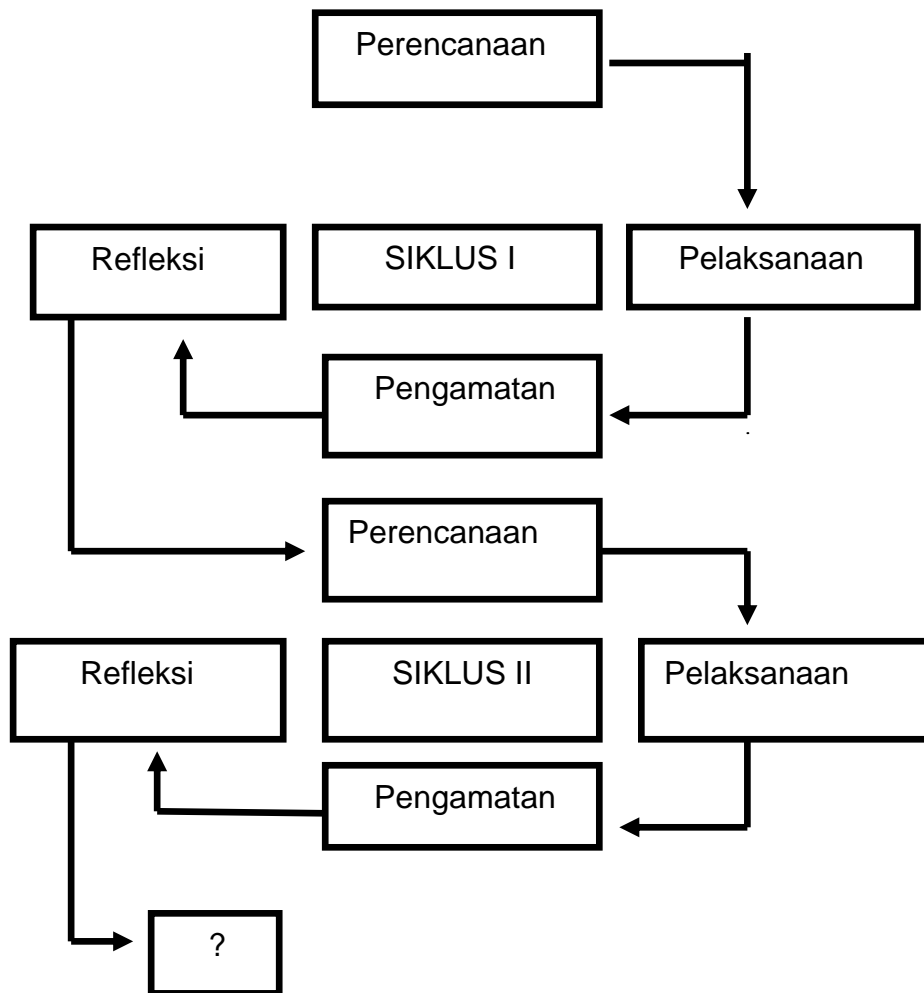 Perencanaan
Refleksi
SIKLUS I
Pelaksanaan
Pengamatan
Perencanaan
Refleksi
SIKLUS II
Pelaksanaan
Pengamatan
?